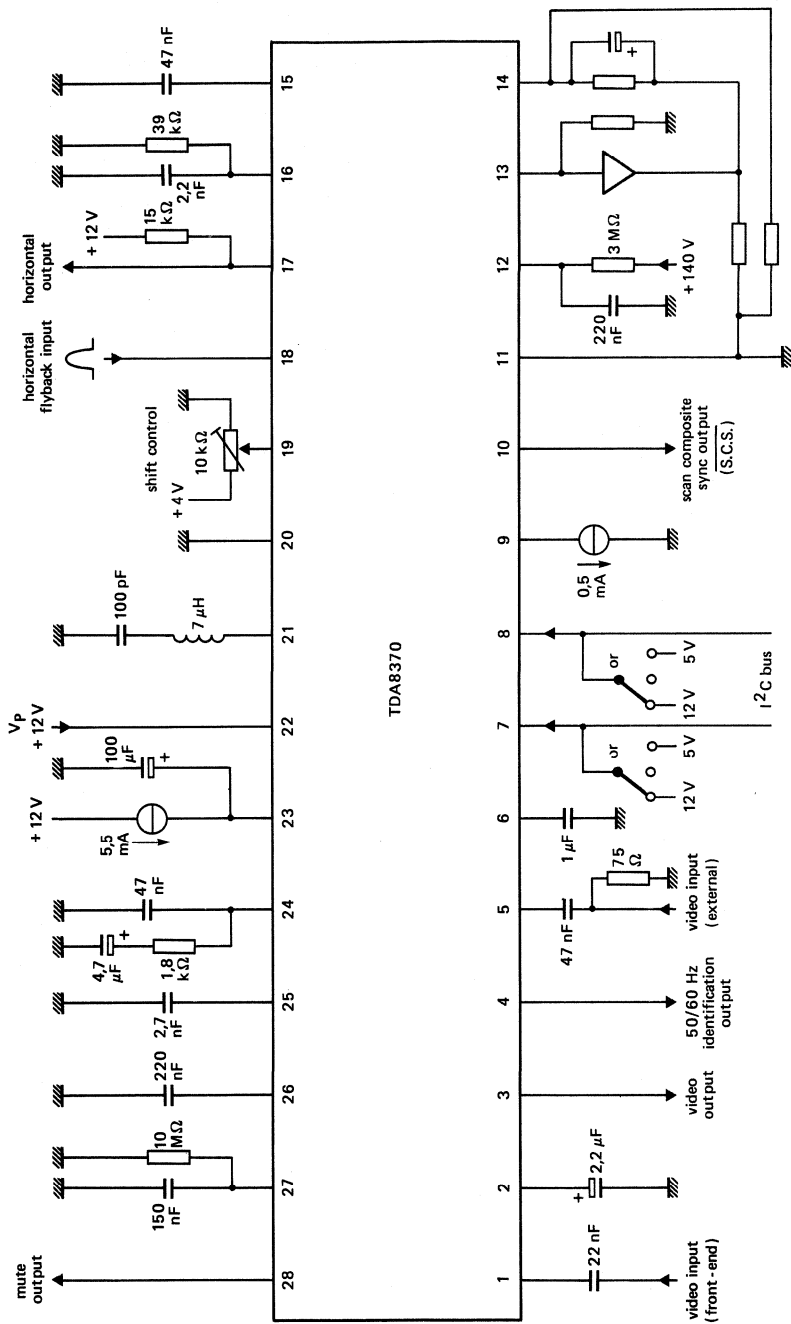 mute
output
150
nF
10
MΩ
220
nF
2,7
nF
4,7
μF
+
1,8
kΩ
47
nF
+ 12 V
5,5
mA
100
μF
+
VP
+ 12V
100 pF
7 μH
+ 4 V
shift control
10 kΩ
horizontal
flyback input
horizontal
output
+ 12 V
15
kΩ
2,2
nF
39
kΩ
47 nF
28
27
26
25
24
23
22
21
20
19
18
17
16
15
TDA8370
1
2
3
4
5
6
7
8
9
10
11
12
13
14
22 nF
video input
(front - end)
+
2,2 μF
video
output
50/60 Hz
identification
output
47 nF
75
Ω
video input
(external)
1 μF
or
12 V
5 V
or
12 V
5 V
I²C bus
0,5
mA
scan composite
sync output
(S.C.S.)
220
nF
3 MΩ
+140 V
+